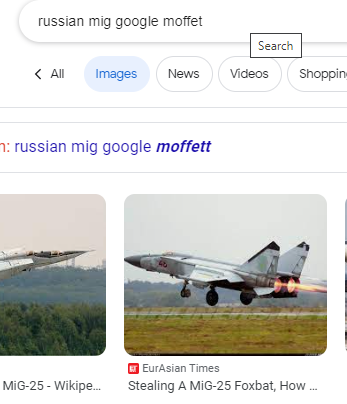 russian mig google moffet
Search
All
Images
News
Videos
Shoppin
n: russian mig google moffett
EurAsian Times
MiG-25 - Wikipe...
Stealing A MiG-25 Foxbat, How ...